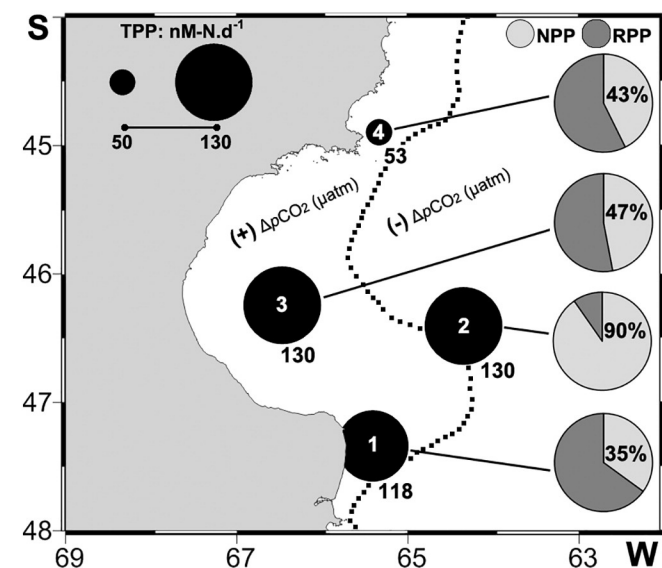 S
TPP: nM-N.d⁻¹
50 130
NPP RPP
43%
4
53
45
(+) ΔpCO₂ (µatm)
(-) ΔpCO₂ (µatm)
47%
46
3
130
2
130
90%
47
1
118
35%
48
69 67 65 63 W